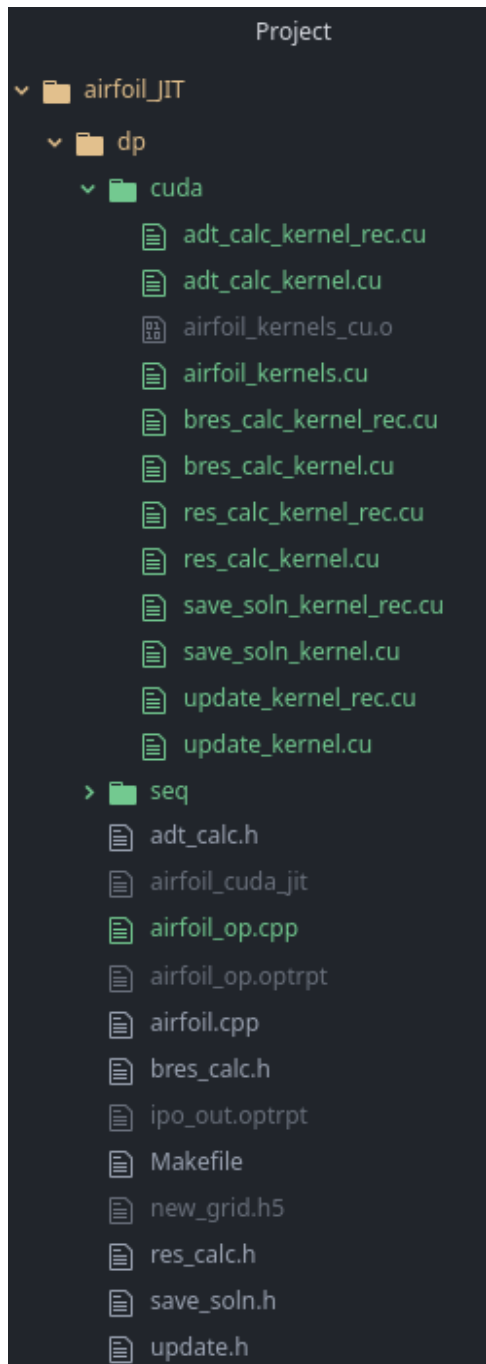 Project
airfoil_JIT
dp
cuda
adt_calc_kernel_rec.cu
adt_calc_kernel.cu
airfoil_kernels_cu.o
airfoil_kernels.cu
bres_calc_kernel_rec.cu
bres_calc_kernel.cu
res_calc_kernel_rec.cu
res_calc_kernel.cu
save_soln_kernel_rec.cu
save_soln_kernel.cu
update_kernel_rec.cu
update_kernel.cu
seq
adt_calc.h
airfoil_cuda_jit
airfoil_op.cpp
airfoil_op.optrpt
airfoil.cpp
bres_calc.h
ipo_out.optrpt
Makefile
new_grid.h5
res_calc.h
save_soln.h
update.h